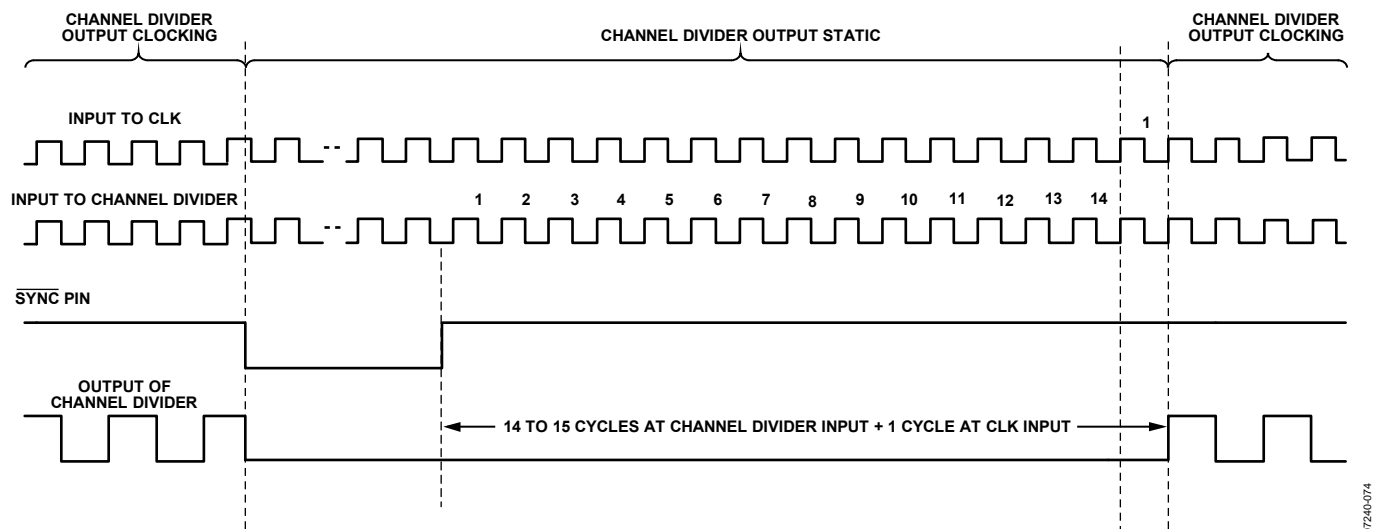 CHANNEL DIVIDER
OUTPUT CLOCKING
CHANNEL DIVIDER OUTPUT STATIC
CHANNEL DIVIDER
OUTPUT CLOCKING
INPUT TO CLK
1
INPUT TO CHANNEL DIVIDER
1 2 3 4 5 6 7 8 9 10 11 12 13 14
SYNC PIN
OUTPUT OF
CHANNEL DIVIDER
14 TO 15 CYCLES AT CHANNEL DIVIDER INPUT + 1 CYCLE AT CLK INPUT
07240-074